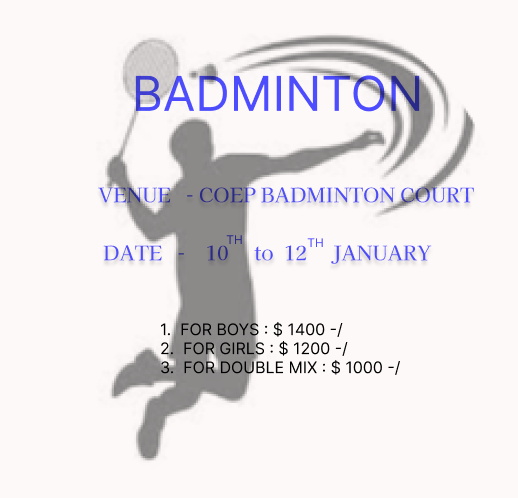 BADMINTON
VENUE - COEP BADMINTON COURT
DATE - 10TH to 12TH JANUARY
1. FOR BOYS : $ 1400 -/
2. FOR GIRLS : $ 1200 -/
3. FOR DOUBLE MIX : $ 1000 -/